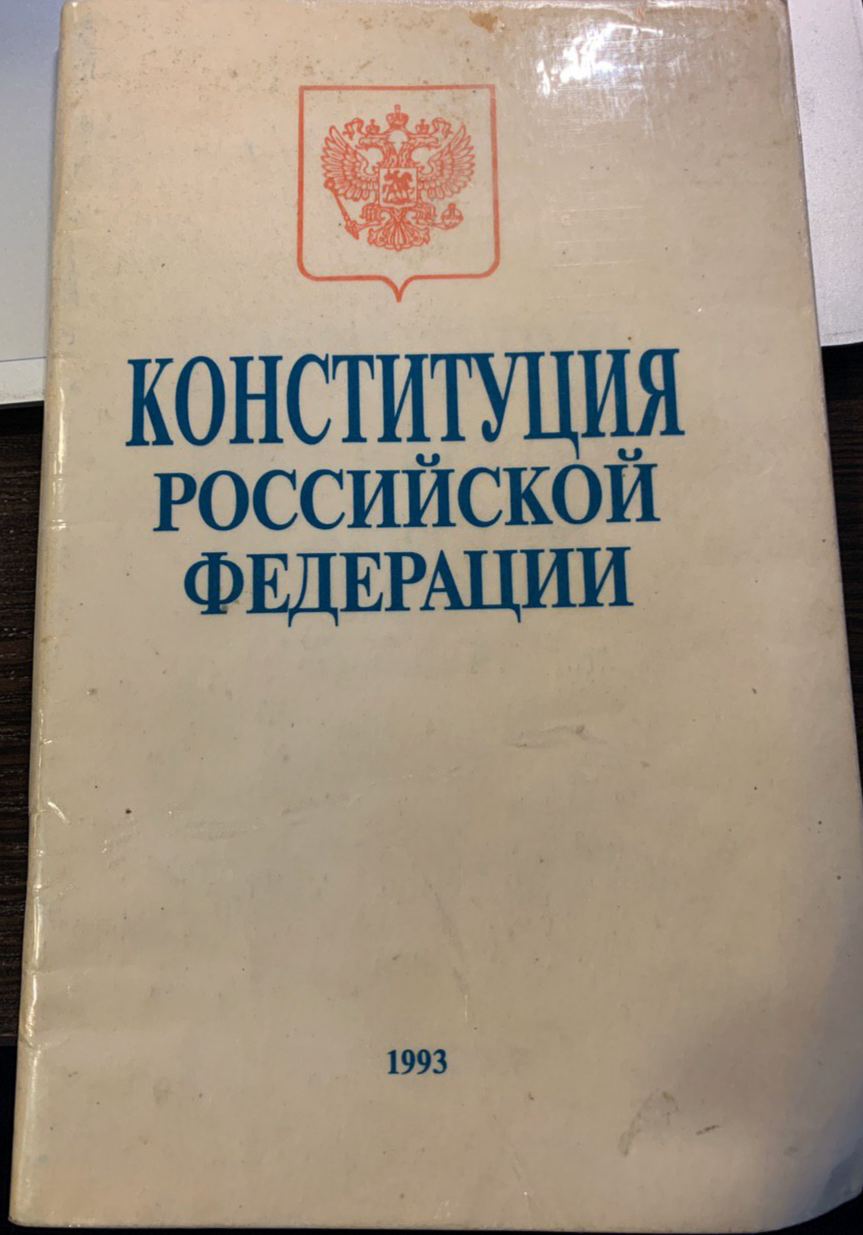 КОНСТИТУЦИЯ
РОССИЙСКОЙ
ФЕДЕРАЦИИ
1993